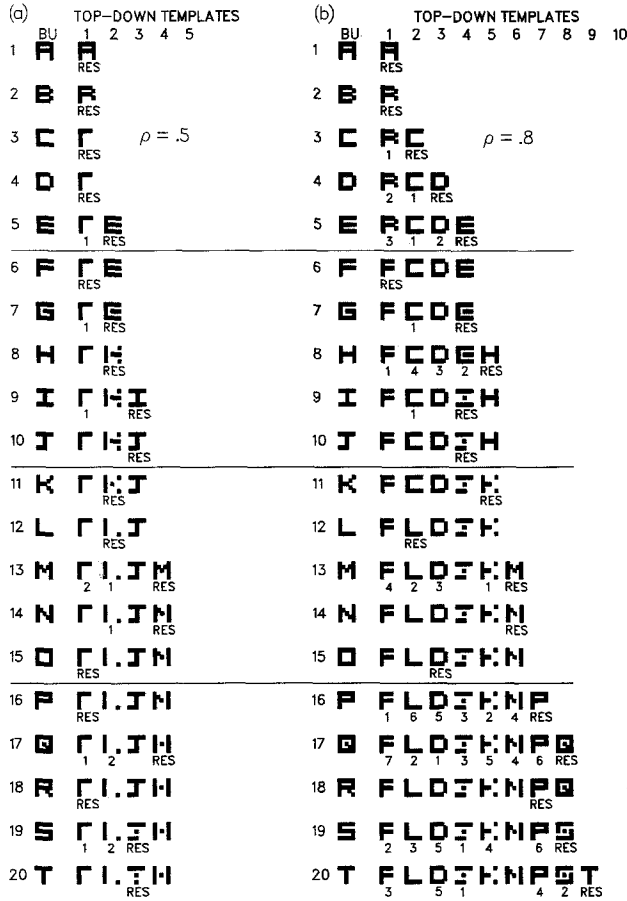 (a) TOP–DOWN TEMPLATES
BU 1 2 3 4 5
1 A A
RES
2 B R
RES
3 C Γ ρ = .5
RES
4 D Γ
RES
5 E Γ E
1 RES
6 F Γ E
RES
7 G Γ
1 RES
8 H Γ
RES
9 I Γ I
1 RES
10 J Γ J
RES
11 K Γ J
RES
12 L Γ J
RES
13 M Γ J M
2 1 RES
14 N Γ J N
1 RES
15 O Γ J N
RES
16 P Γ J N
RES
17 Q Γ J
1 2 RES
18 R Γ J
RES
19 S Γ
1 2 RES
20 T Γ
RES
(b) TOP–DOWN TEMPLATES
BU 1 2 3 4 5 6 7 8 9 10
1 A A
RES
2 B R
RES
3 C R C ρ = .8
1 RES
4 D R C D
2 1 RES
5 E R C D E
3 1 2 RES
6 F F C D E
RES
7 G F C D E
1 RES
8 H F C D E H
1 4 3 2 RES
9 I F C D H
1 RES
10 J F C D H
RES
11 K F C D
RES
12 L F L D
RES
13 M F L D M
4 2 3 1 RES
14 N F L D N
RES
15 O F L D N
RES
16 P F L D N P
1 6 5 3 2 4 RES
17 Q F L D N P Q
7 2 1 3 5 4 6 RES
18 R F L D N P Q
RES
19 S F L D N P S
2 3 5 1 4 6 RES
20 T F L D N P S T
3 5 1 4 2 RES